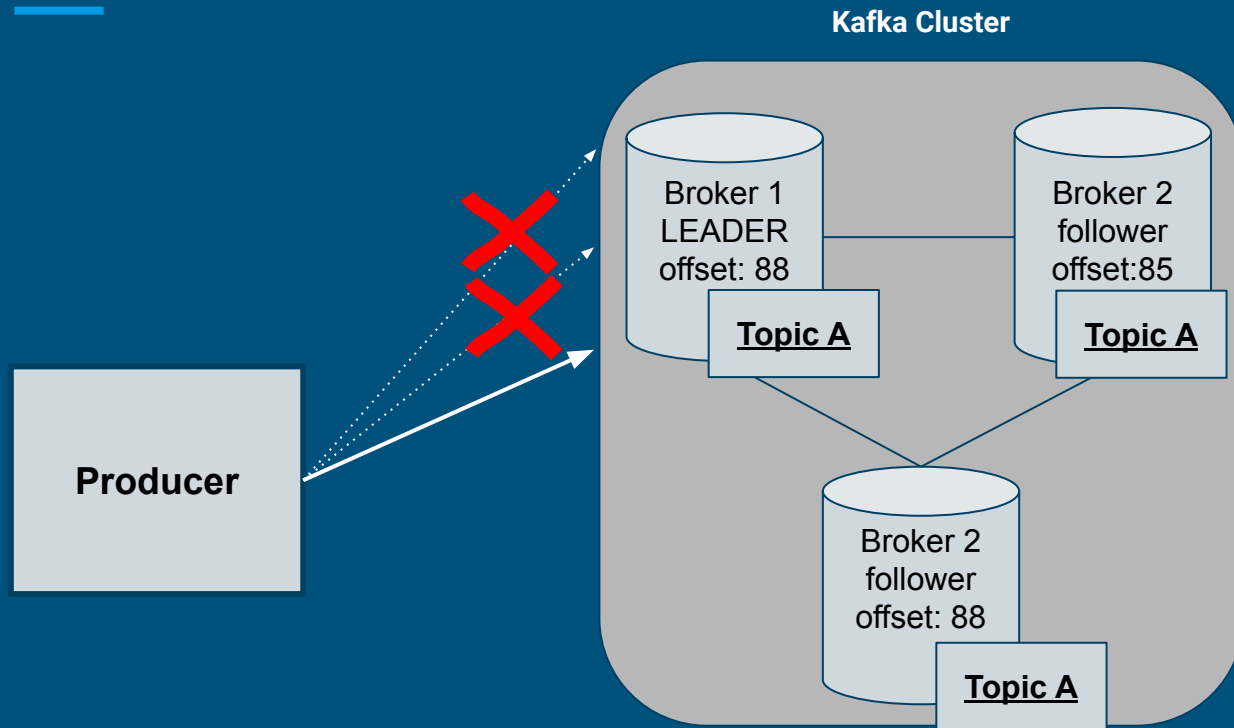 Kafka Cluster
Broker 1
LEADER
offset: 88
Topic A
Broker 2
follower
offset:85
Topic A
Producer
Broker 2
follower
offset: 88
Topic A